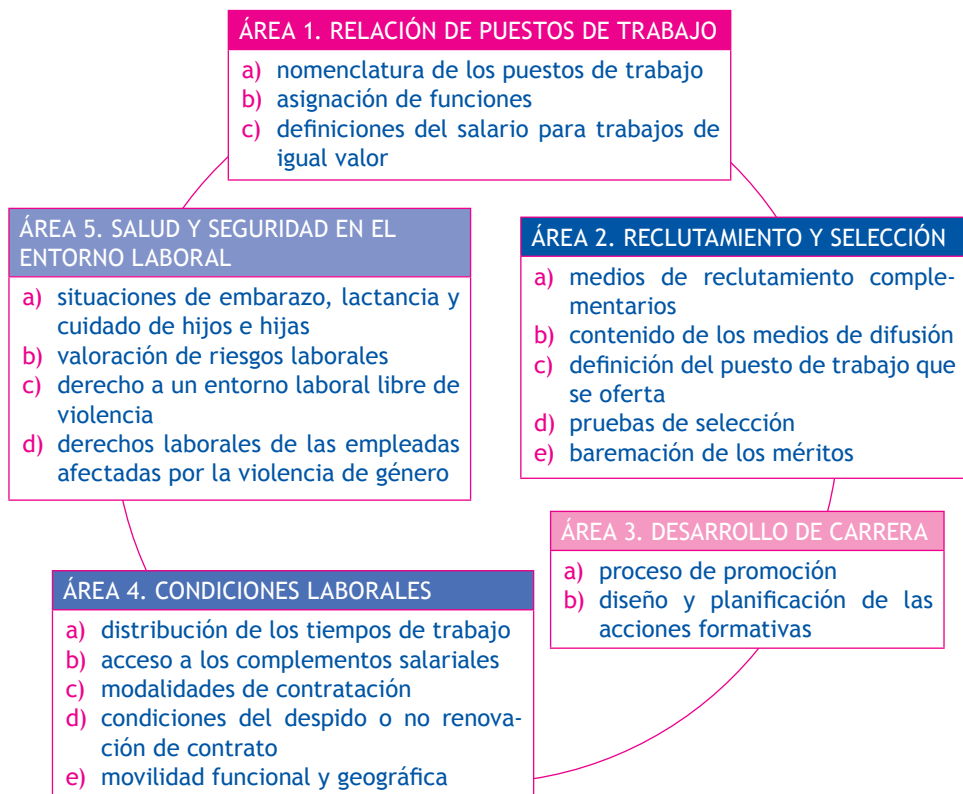 ÁREA 1. RELACIÓN DE PUESTOS DE TRABAJO
a) nomenclatura de los puestos de trabajo
b) asignación de funciones
c) definiciones del salario para trabajos de
igual valor
ÁREA 2. RECLUTAMIENTO Y SELECCIÓN
a) medios de reclutamiento comple-
mentarios
b) contenido de los medios de difusión
c) definición del puesto de trabajo que
se oferta
d) pruebas de selección
e) baremación de los méritos
ÁREA 3. DESARROLLO DE CARRERA
a) proceso de promoción
b) diseño y planificación de las
acciones formativas
ÁREA 4. CONDICIONES LABORALES
a) distribución de los tiempos de trabajo
b) acceso a los complementos salariales
c) modalidades de contratación
d) condiciones del despido o no renova-
ción de contrato
e) movilidad funcional y geográfica
ÁREA 5. SALUD Y SEGURIDAD EN EL
ENTORNO LABORAL
a) situaciones de embarazo, lactancia y
cuidado de hijos e hijas
b) valoración de riesgos laborales
c) derecho a un entorno laboral libre de
violencia
d) derechos laborales de las empleadas
afectadas por la violencia de género